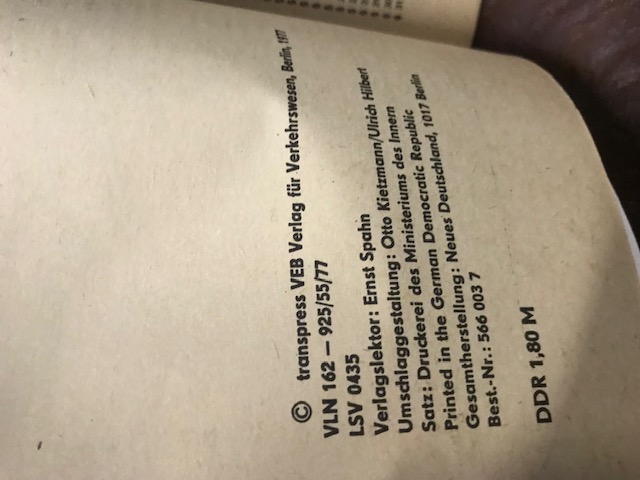 © transpress VEB Verlag für Verkehrswesen, Berlin, 1977
VLN 162 – 925/55/77
LSV 0435
Verlagslektor: Ernst Spahn
Umschlaggestaltung: Otto Kietzmann/Ulrich Hilbert
Satz: Druckerei des Ministeriums des Innern
Printed in the German Democratic Republic
Gesamtherstellung: Neues Deutschland, 1017 Berlin
Best.-Nr.: 566 003 7
DDR 1,80 M